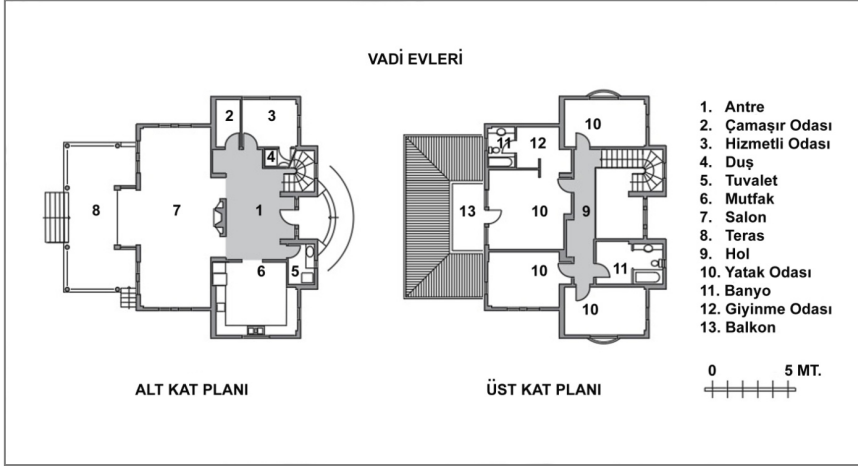 VADİ EVLERİ
2
3
4
8
7
1
6
5
ALT KAT PLANI
10
11
12
13
10
9
10
11
10
ÜST KAT PLANI
1. Antre
2. Çamaşır Odası
3. Hizmetli Odası
4. Duş
5. Tuvalet
6. Mutfak
7. Salon
8. Teras
9. Hol
10. Yatak Odası
11. Banyo
12. Giyinme Odası
13. Balkon
0 5 MT.